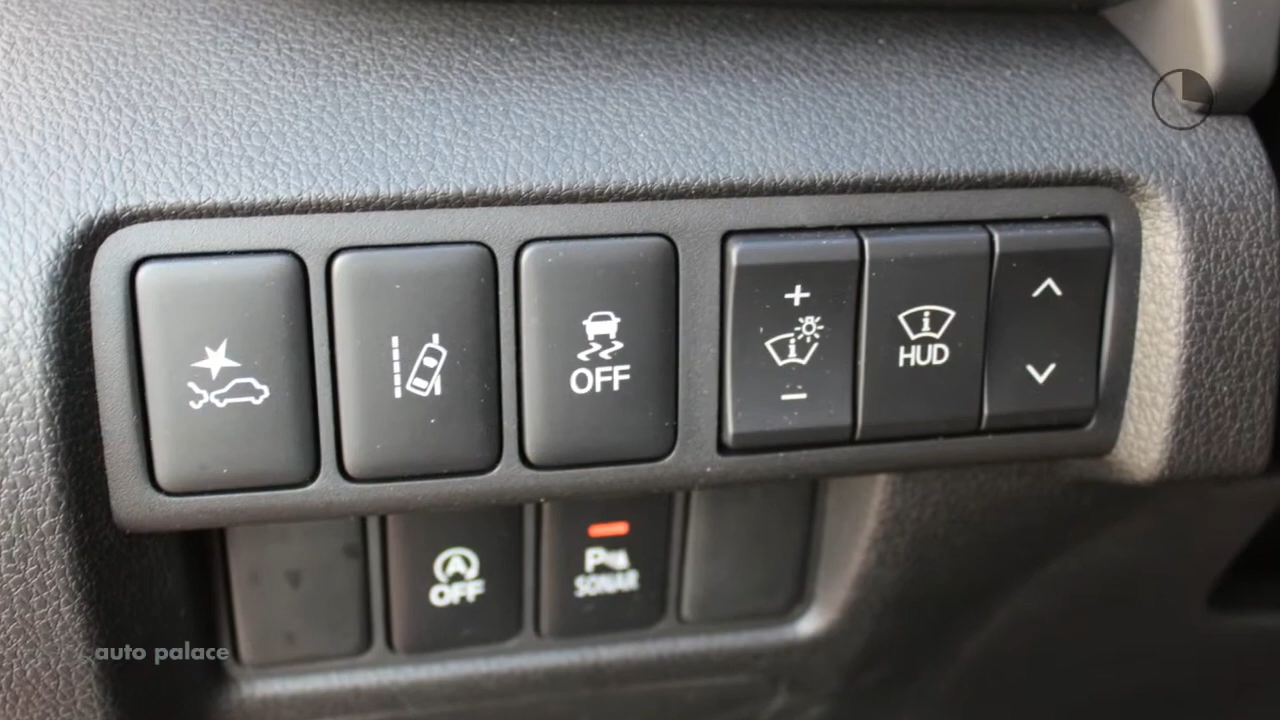 OFF
+
-
i
i
HUD
A
OFF
P
SONAR
auto palace